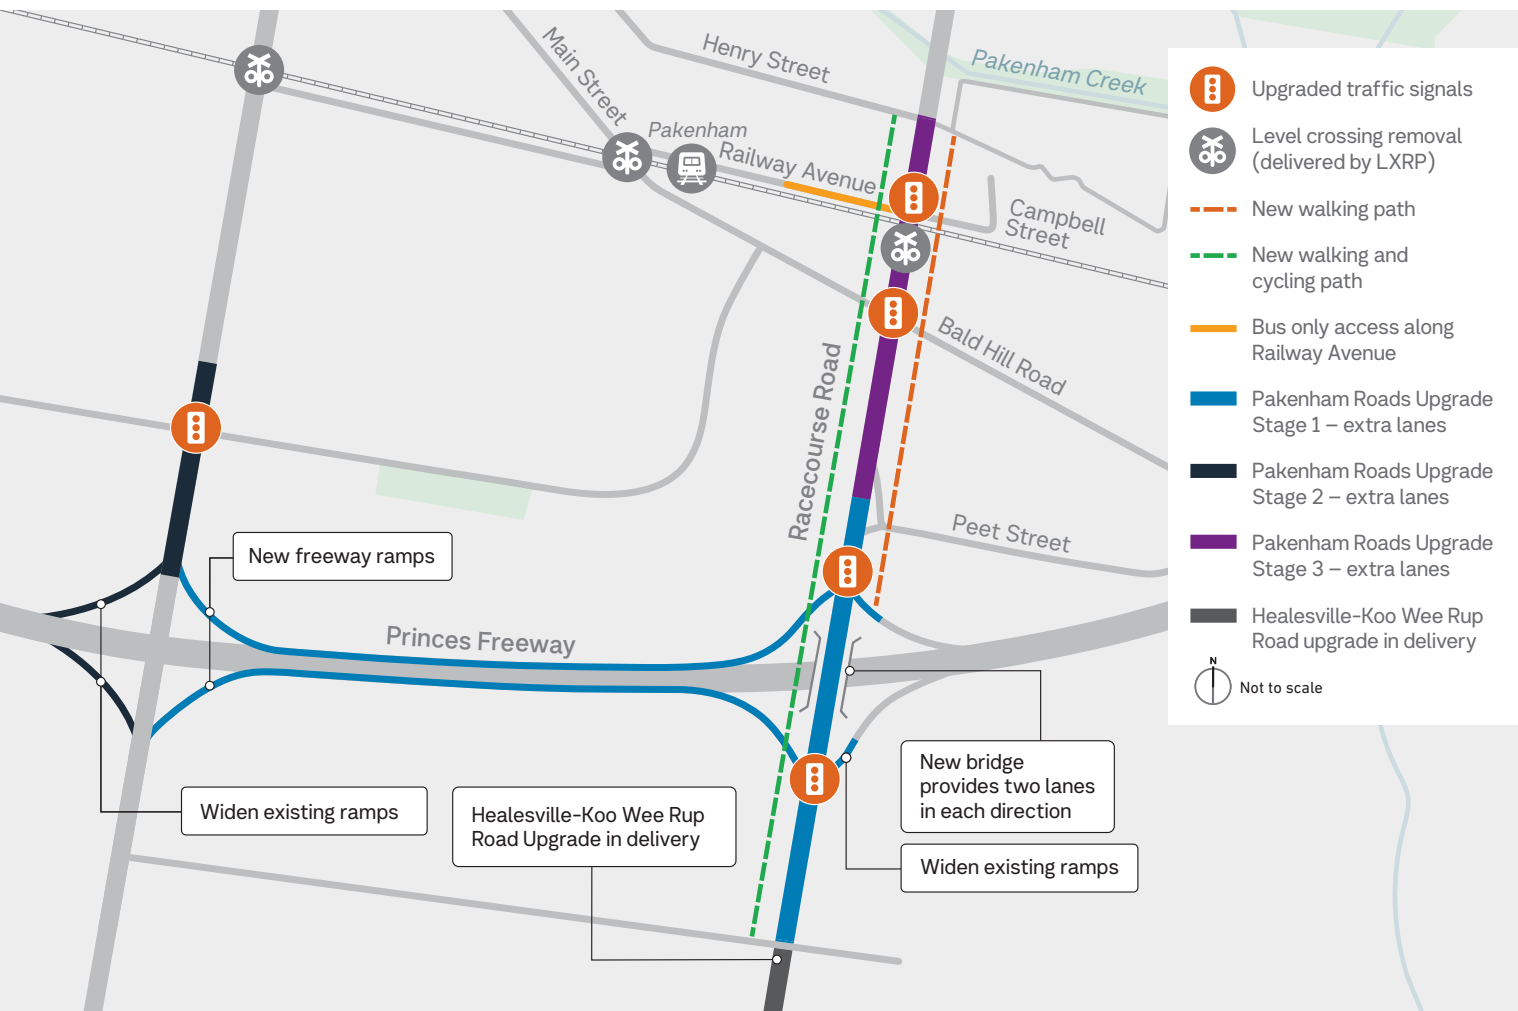 Main Street
Henry Street
Pakenham Creek
Pakenham
Railway Avenue
Campbell
Street
Bald Hill Road
Racecourse Road
Peet Street
Princes Freeway
New freeway ramps
Widen existing ramps
Healesville-Koo Wee Rup
Road Upgrade in delivery
New bridge
provides two lanes
in each direction
Widen existing ramps
Upgraded traffic signals
Level crossing removal
(delivered by LXRP)
New walking path
New walking and
cycling path
Bus only access along
Railway Avenue
Pakenham Roads Upgrade
Stage 1 – extra lanes
Pakenham Roads Upgrade
Stage 2 – extra lanes
Pakenham Roads Upgrade
Stage 3 – extra lanes
Healesville-Koo Wee Rup
Road upgrade in delivery
N
Not to scale